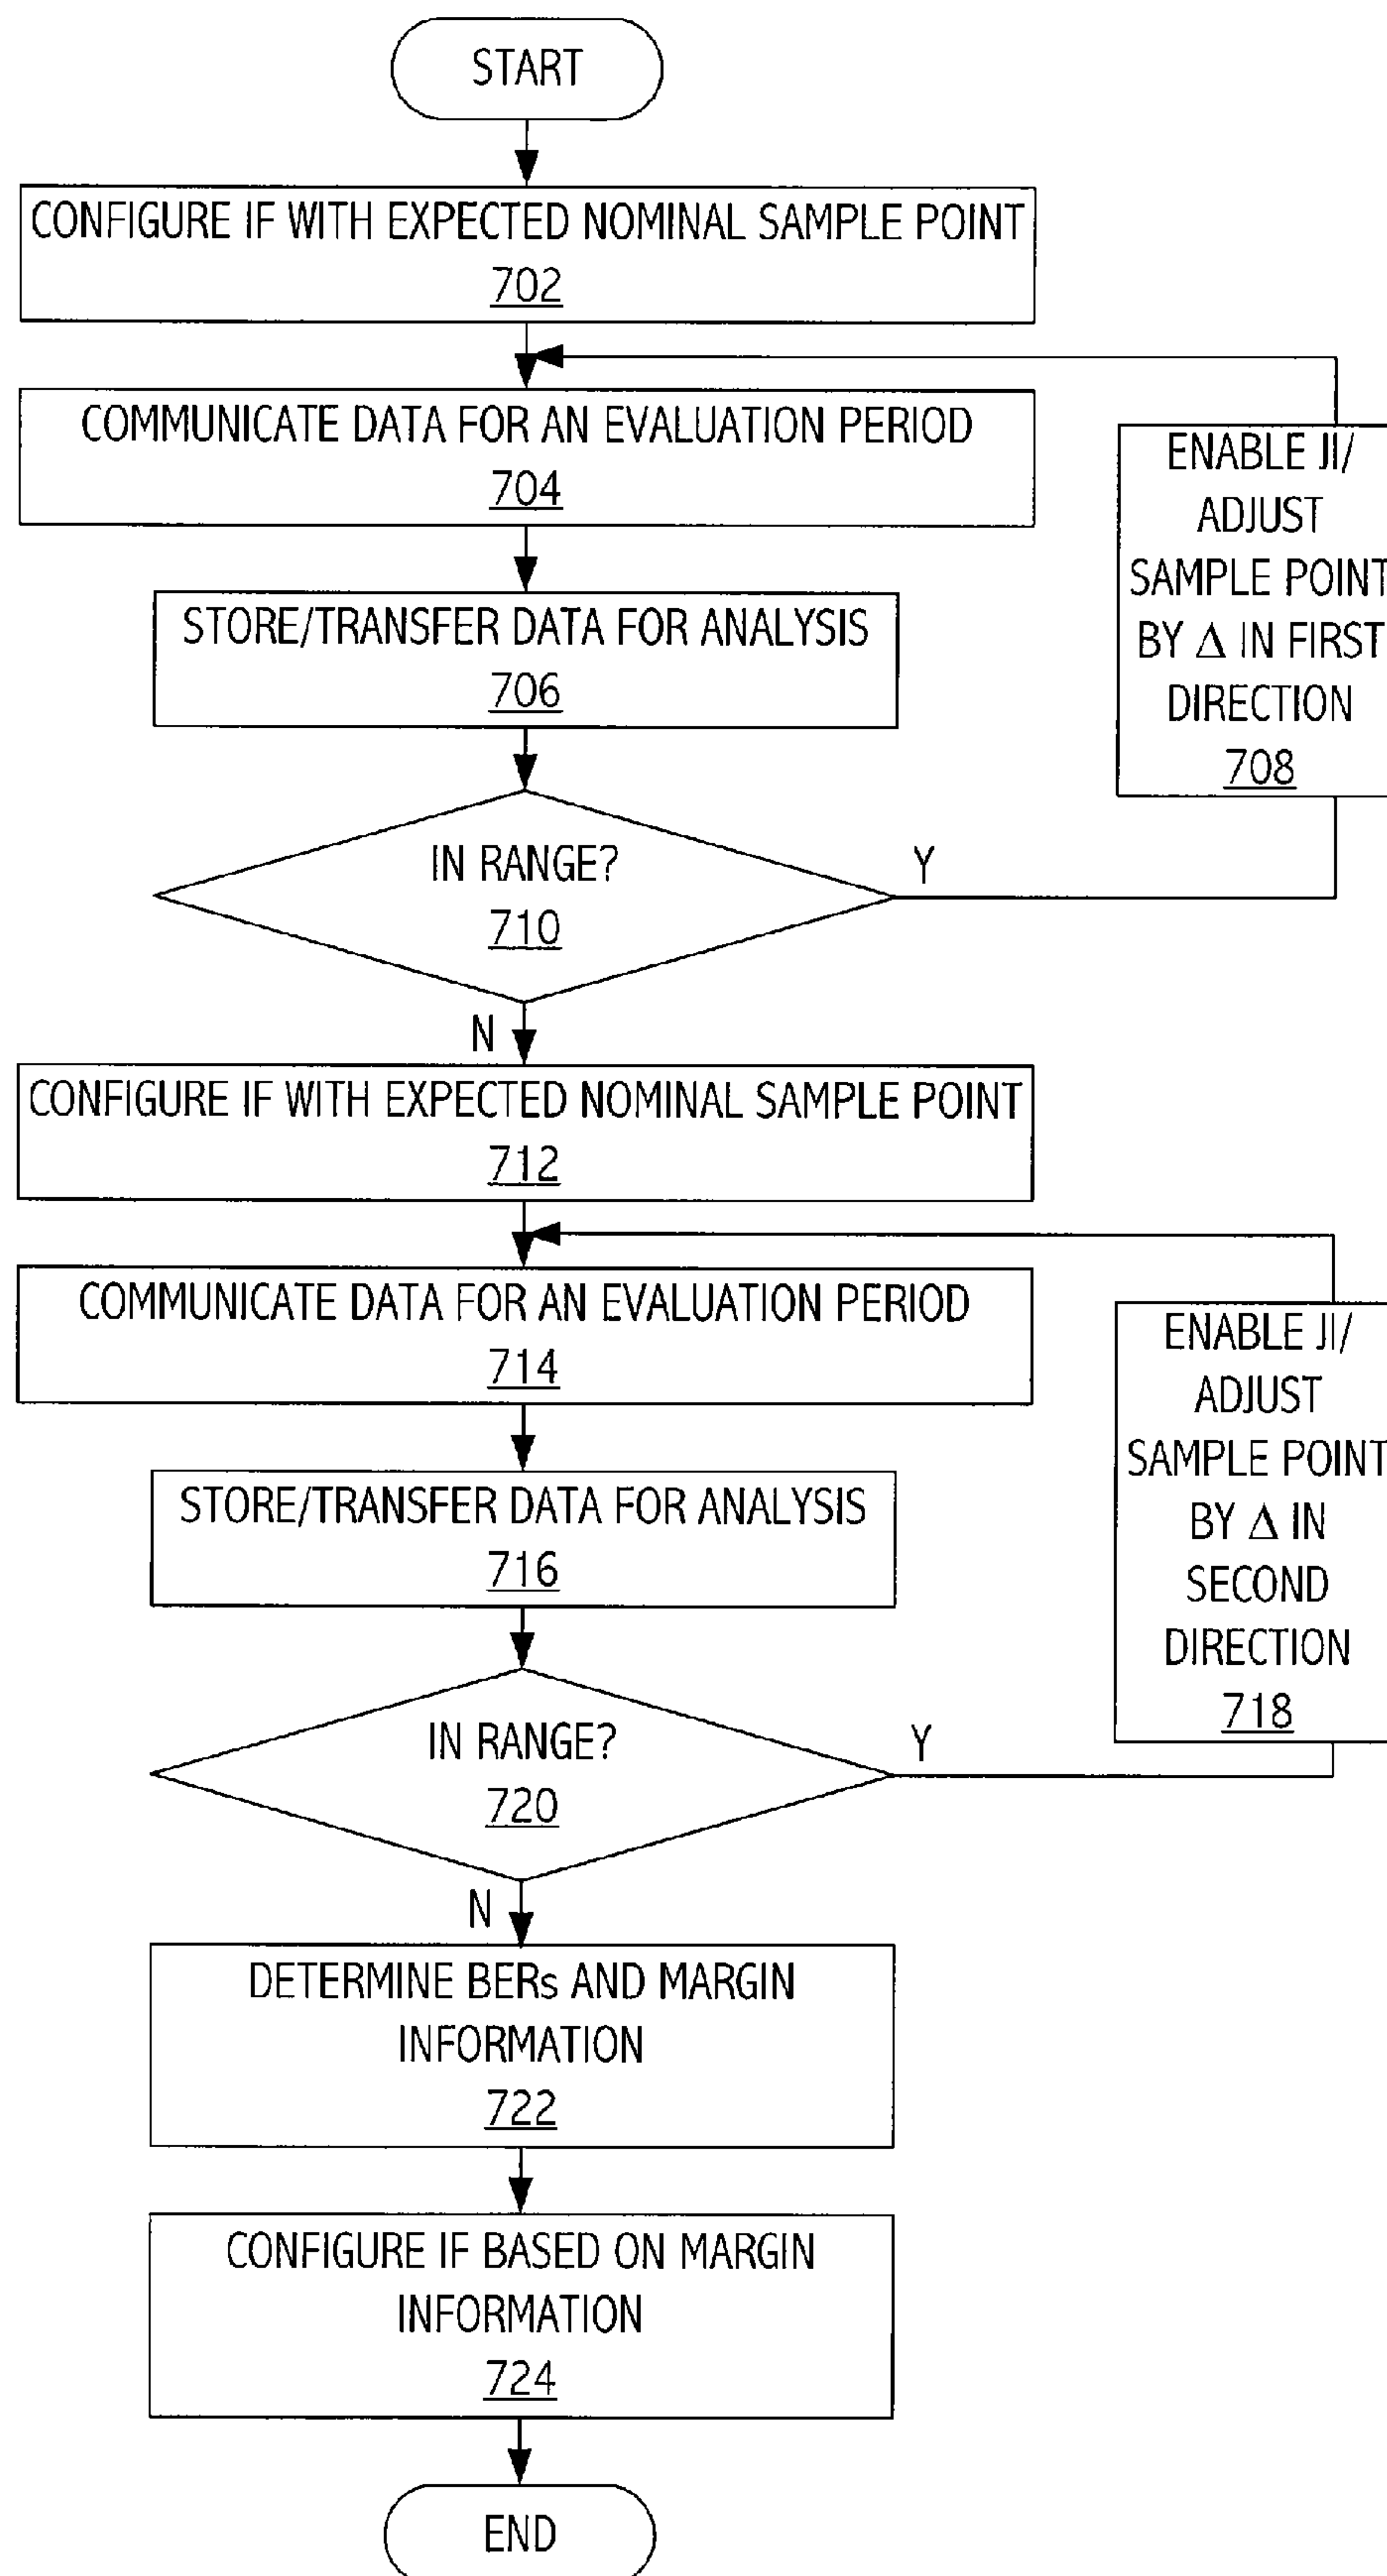 START
CONFIGURE IF WITH EXPECTED NOMINAL SAMPLE POINT
702
COMMUNICATE DATA FOR AN EVALUATION PERIOD
704
ENABLE JI/
ADJUST
SAMPLE POINT
BY Δ IN FIRST
DIRECTION
708
STORE/TRANSFER DATA FOR ANALYSIS
706
IN RANGE?
710
Y
N
CONFIGURE IF WITH EXPECTED NOMINAL SAMPLE POINT
712
COMMUNICATE DATA FOR AN EVALUATION PERIOD
714
ENABLE JI/
ADJUST
SAMPLE POINT
BY Δ IN
SECOND
DIRECTION
718
STORE/TRANSFER DATA FOR ANALYSIS
716
IN RANGE?
720
Y
N
DETERMINE BERs AND MARGIN
INFORMATION
722
CONFIGURE IF BASED ON MARGIN
INFORMATION
724
END